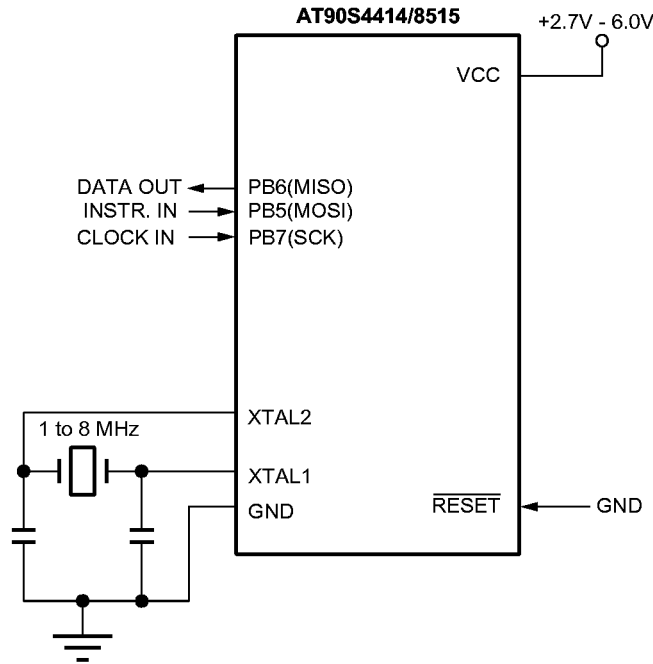 AT90S4414/8515
+2.7V - 6.0V
VCC
DATA OUT
PB6(MISO)
INSTR. IN
PB5(MOSI)
CLOCK IN
PB7(SCK)
XTAL2
1 to 8 MHz
XTAL1
GND
RESET
GND